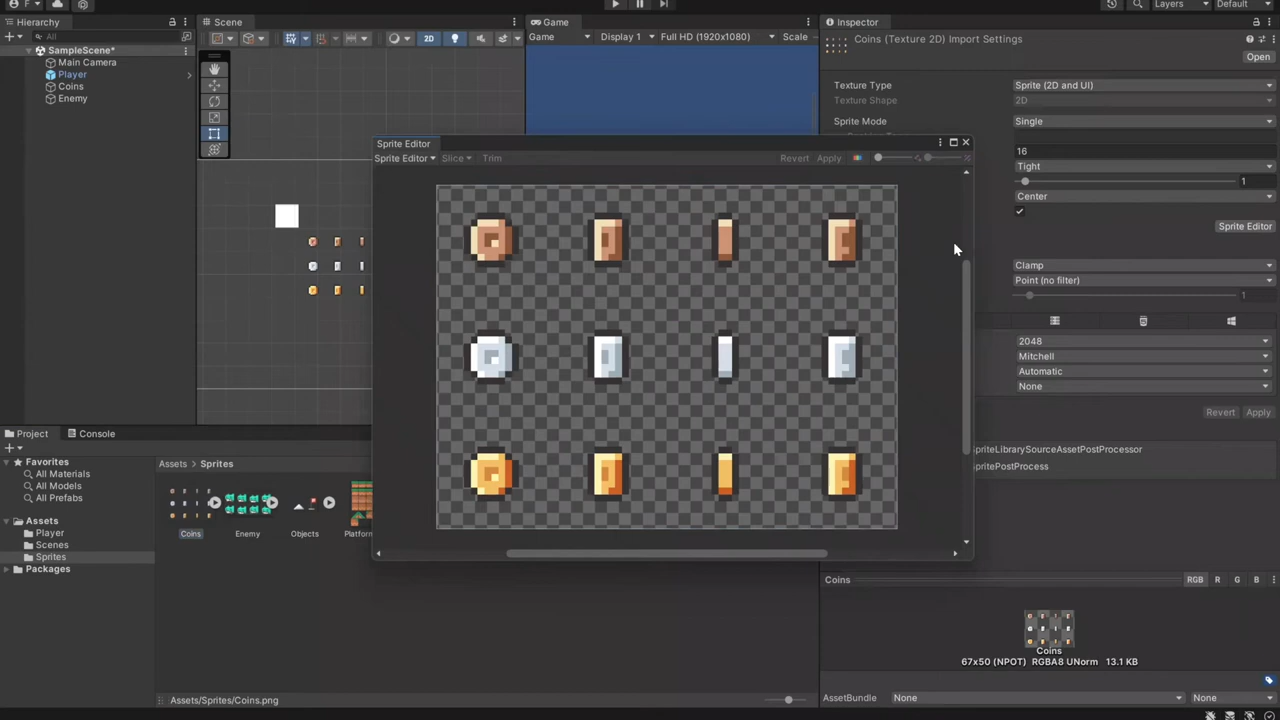 F
Layers
Default
Hierarchy
Scene
Game
Inspector
All
2D
Game
Display 1
Full HD (1920x1080)
Scale
Coins (Texture 2D) Import Settings
Open
SampleScene*
Main Camera
Player
Coins
Enemy
Texture Type
Sprite (2D and UI)
Texture Shape
2D
Sprite Mode
Single
16
Tight
1
Center
Sprite Editor
Clamp
Point (no filter)
1
2048
Mitchell
Automatic
None
Revert
Apply
Sprite Editor
Sprite Editor
Slice
Trim
Revert
Apply
priteLibrarySourceAssetPostProcessor
pritePostProcess
Project
Console
Favorites
All Materials
All Models
All Prefabs
Assets
Player
Scenes
Sprites
Packages
Assets > Sprites
Coins
Enemy
Objects
Platform
Assets/Sprites/Coins.png
Coins
RGB
R
G
B
Coins
67x50 (NPOT) RGBA8 UNorm 13.1 KB
AssetBundle
None
None